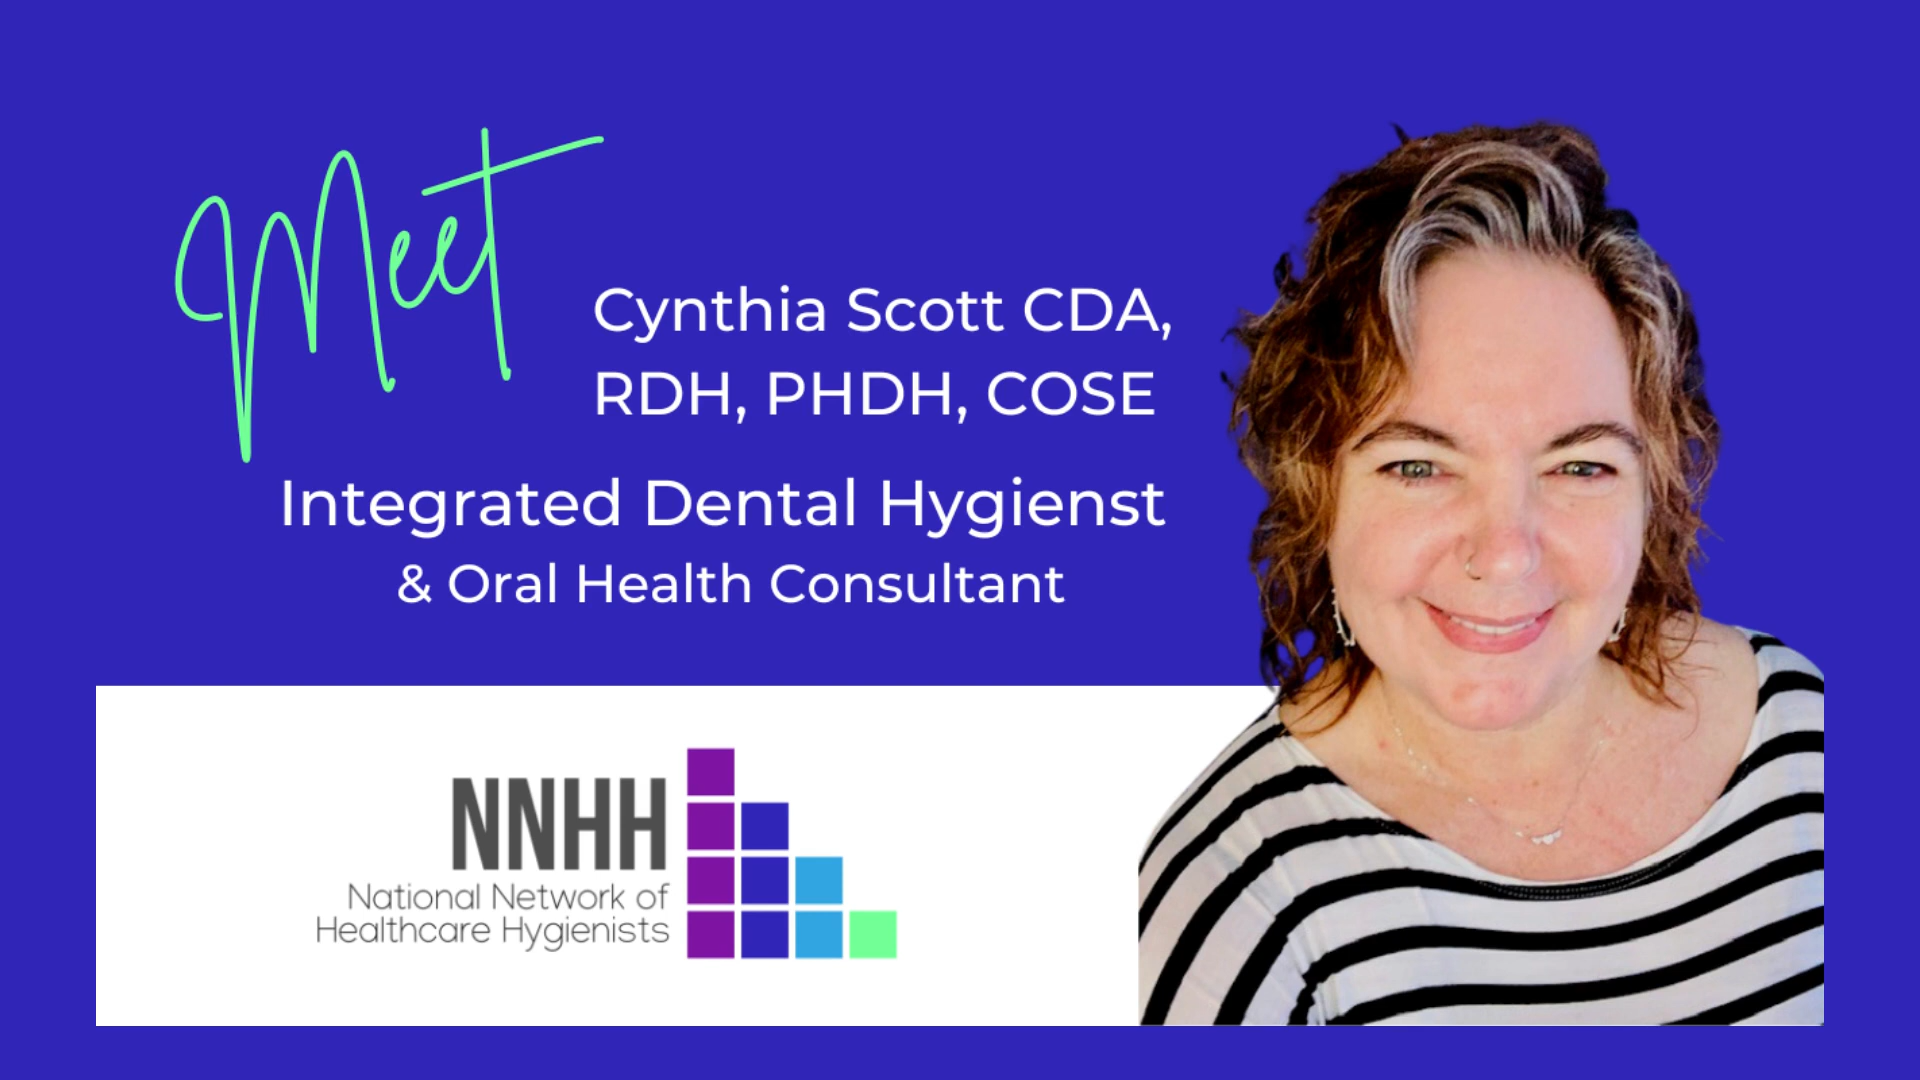 Meet
Cynthia Scott CDA,
RDH, PHDH, COSE
Integrated Dental Hygienst
& Oral Health Consultant
NNHH
National Network of
Healthcare Hygienists